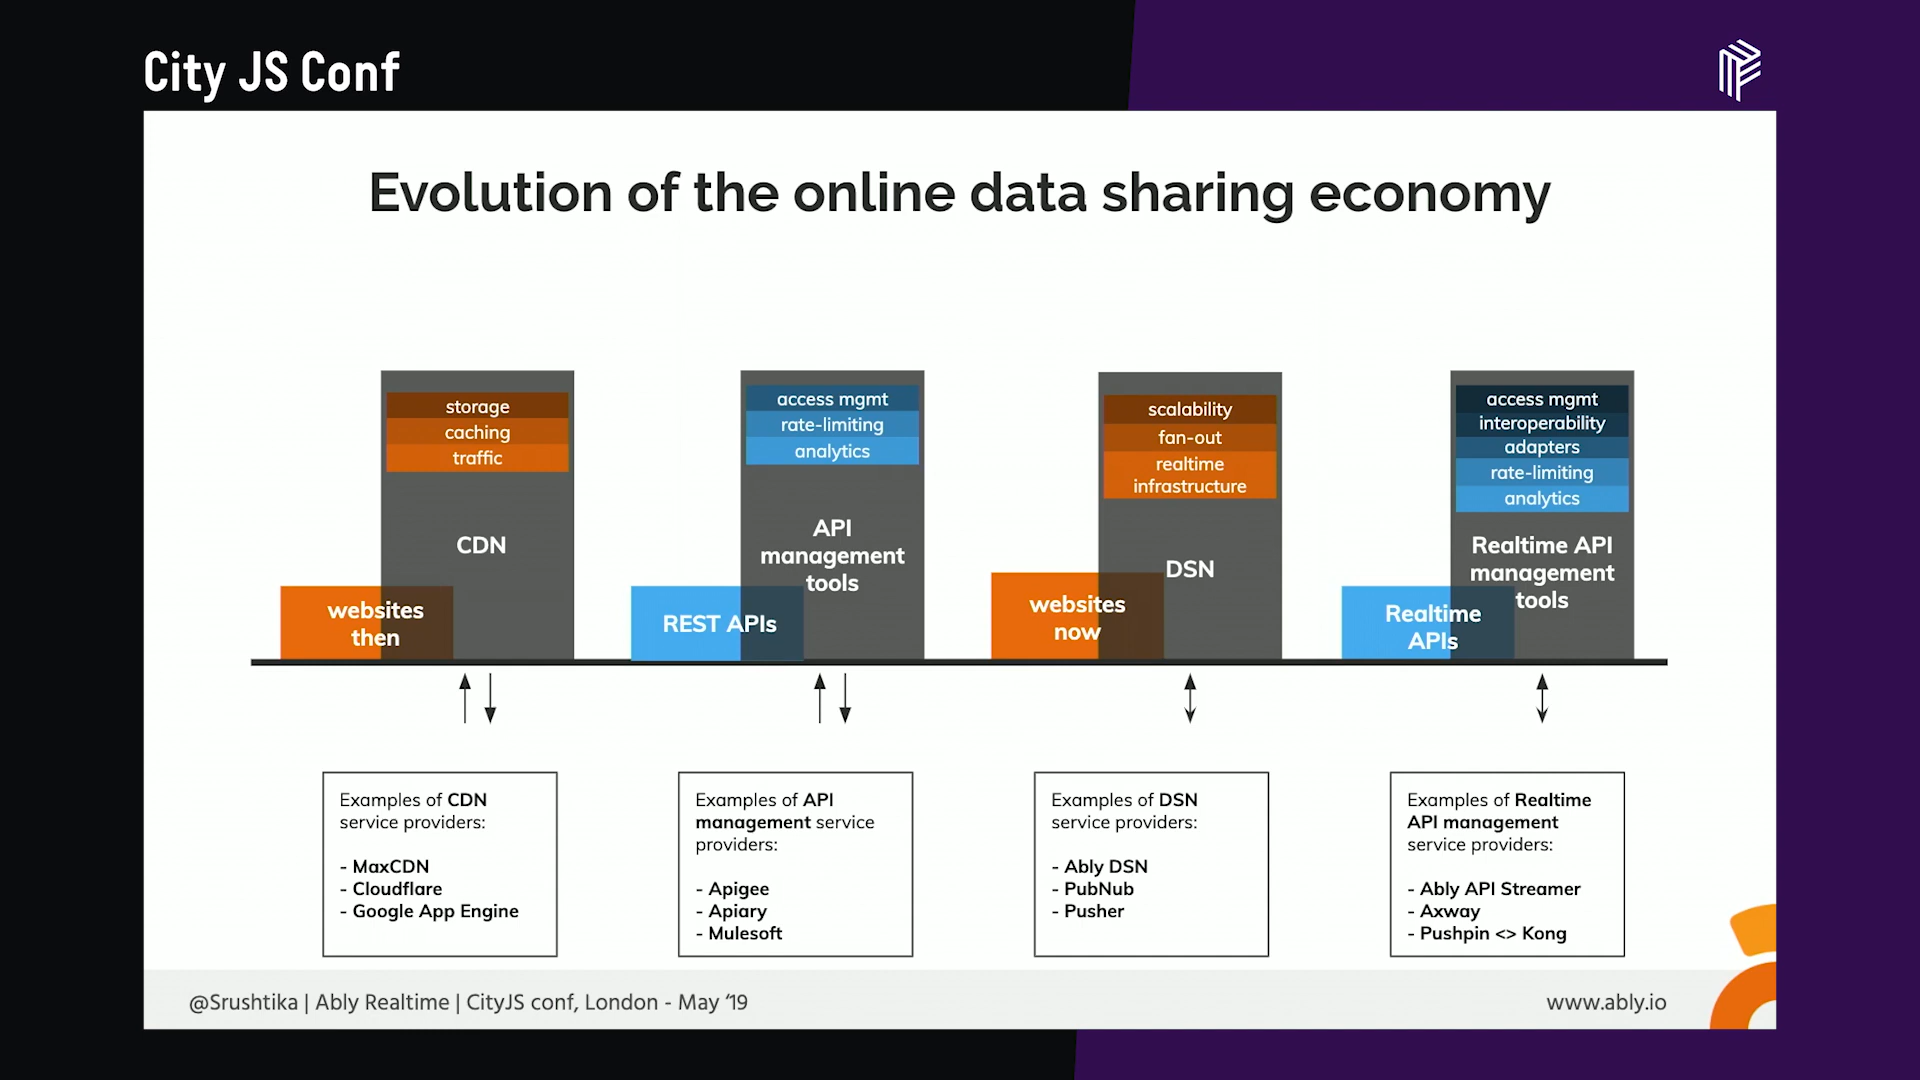 City JS Conf
Evolution of the online data sharing economy
storage
caching
traffic
CDN
websites
then
access mgmt
rate-limiting
analytics
API
management
tools
REST APIs
scalability
fan-out
realtime
infrastructure
DSN
websites
now
access mgmt
interoperability
adapters
rate-limiting
analytics
Realtime API
management
tools
Realtime
APIs
Examples of CDN
service providers:
- MaxCDN
- Cloudflare
- Google App Engine
Examples of API
management service
providers:
- Apigee
- Apiary
- Mulesoft
Examples of DSN
service providers:
- Ably DSN
- PubNub
- Pusher
Examples of Realtime
API management
service providers:
- Ably API Streamer
- Axway
- Pushpin <> Kong
@Srushtika | Ably Realtime | CityJS conf, London - May ‘19
www.ably.io